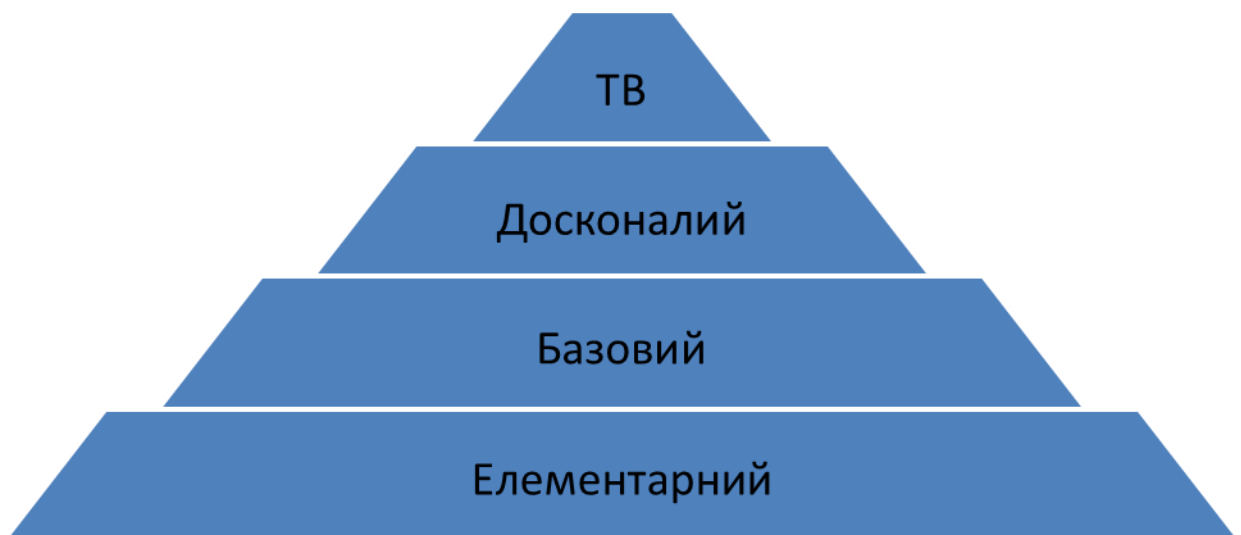 ТВ
Досконалий
Базовий
Елементарний